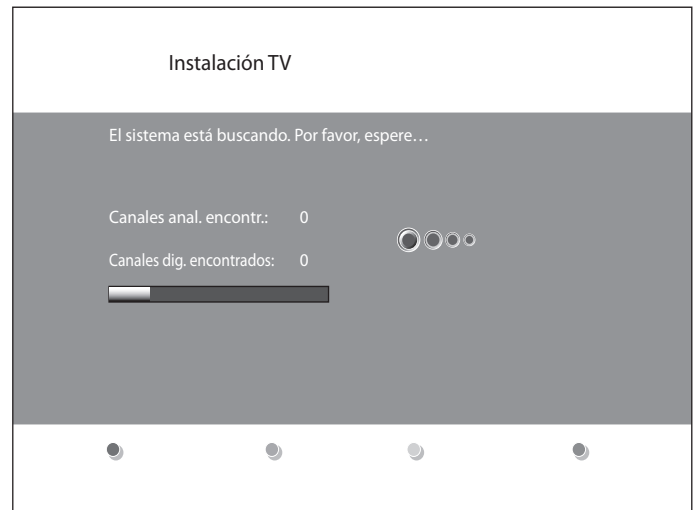 Instalación TV
El sistema está buscando. Por favor, espere…
Canales anal. encontr.: 0
Canales dig. encontrados: 0